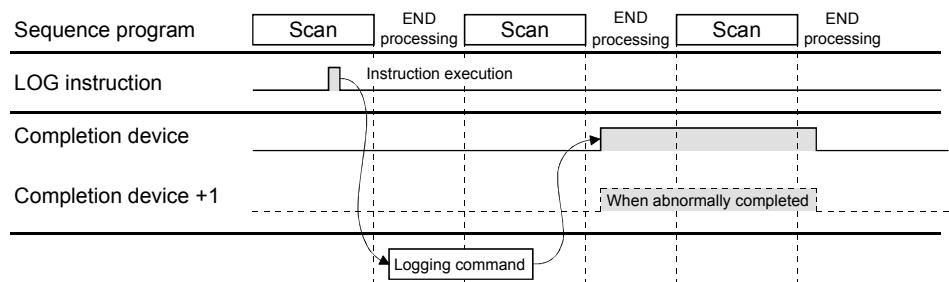 Sequence program
Scan
END
processing
Scan
END
processing
Scan
END
processing
LOG instruction
Instruction execution
Completion device
Completion device +1
When abnormally completed
Logging command